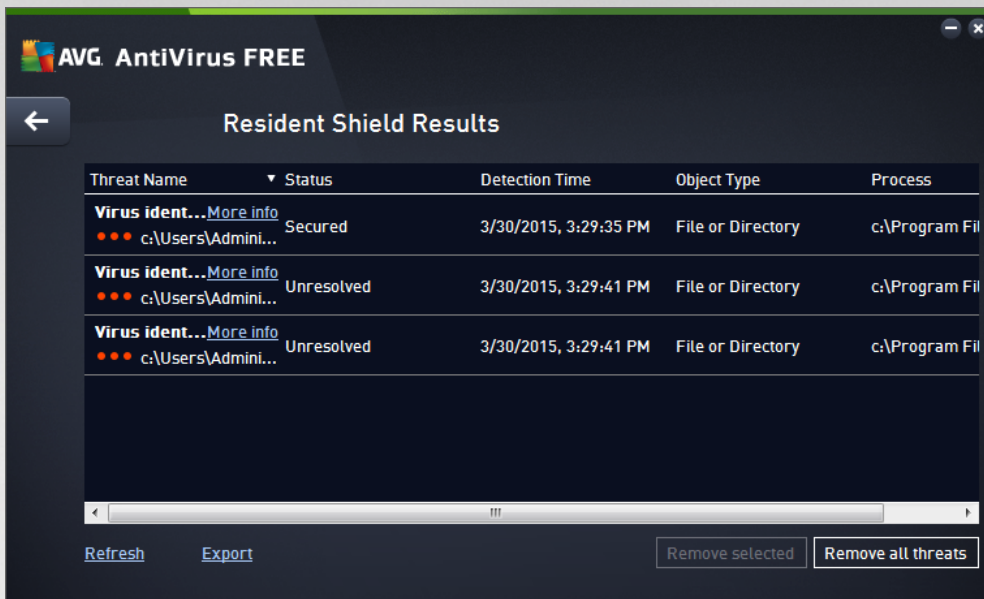 AVG AntiVirus FREE
Resident Shield Results
Threat Name Status Detection Time Object Type Process
Virus ident... More info
c:\Users\Admini... Secured 3/30/2015, 3:29:35 PM File or Directory c:\Program Fil
Virus ident... More info
c:\Users\Admini... Unresolved 3/30/2015, 3:29:41 PM File or Directory c:\Program Fil
Virus ident... More info
c:\Users\Admini... Unresolved 3/30/2015, 3:29:41 PM File or Directory c:\Program Fil
Refresh Export Remove selected Remove all threats